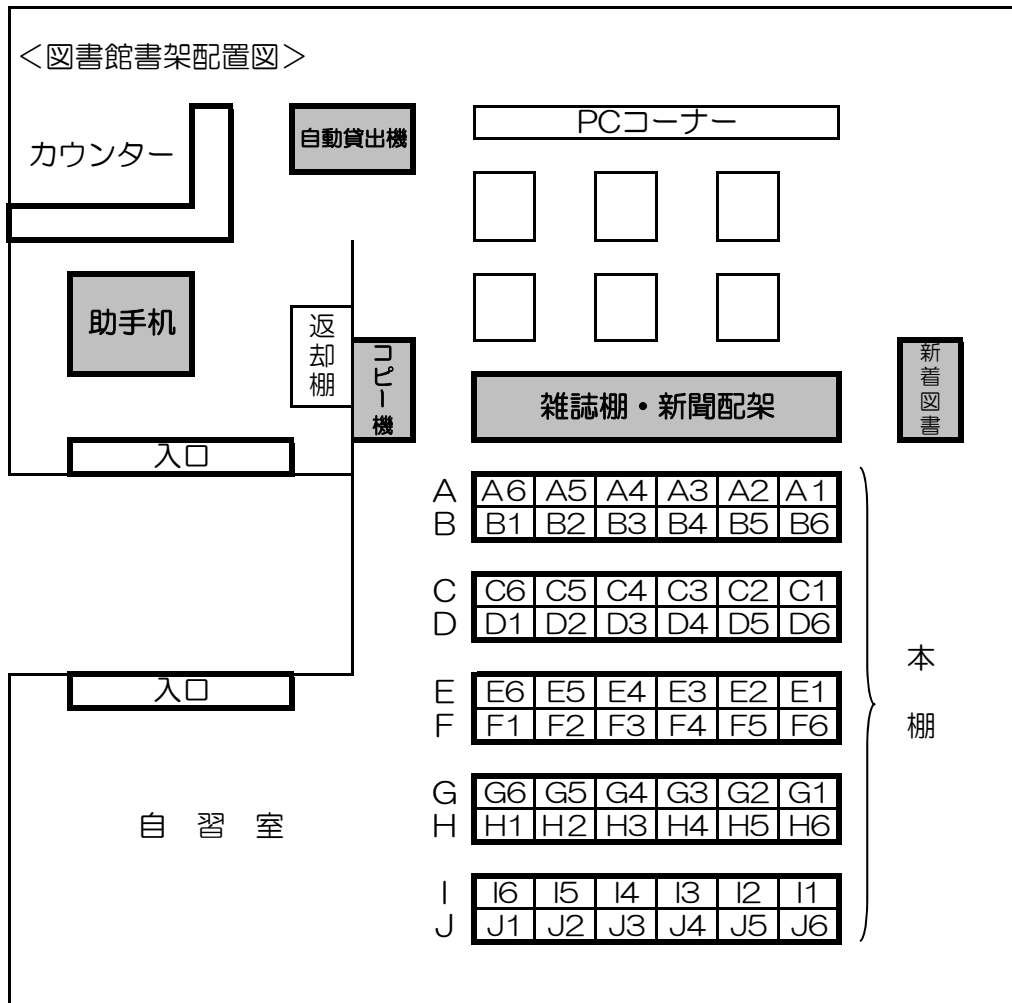 ＜図書館書架配置図＞
カウンター
自動貸出機
PCコーナー
助手机
返却棚
コピー機
雑誌棚・新聞配架
新着図書
入口
A A6 A5 A4 A3 A2 A1
B B1 B2 B3 B4 B5 B6
C C6 C5 C4 C3 C2 C1
D D1 D2 D3 D4 D5 D6
本棚
入口
E E6 E5 E4 E3 E2 E1
F F1 F2 F3 F4 F5 F6
自習室
G G6 G5 G4 G3 G2 G1
H H1 H2 H3 H4 H5 H6
I I6 I5 I4 I3 I2 I1
J J1 J2 J3 J4 J5 J6